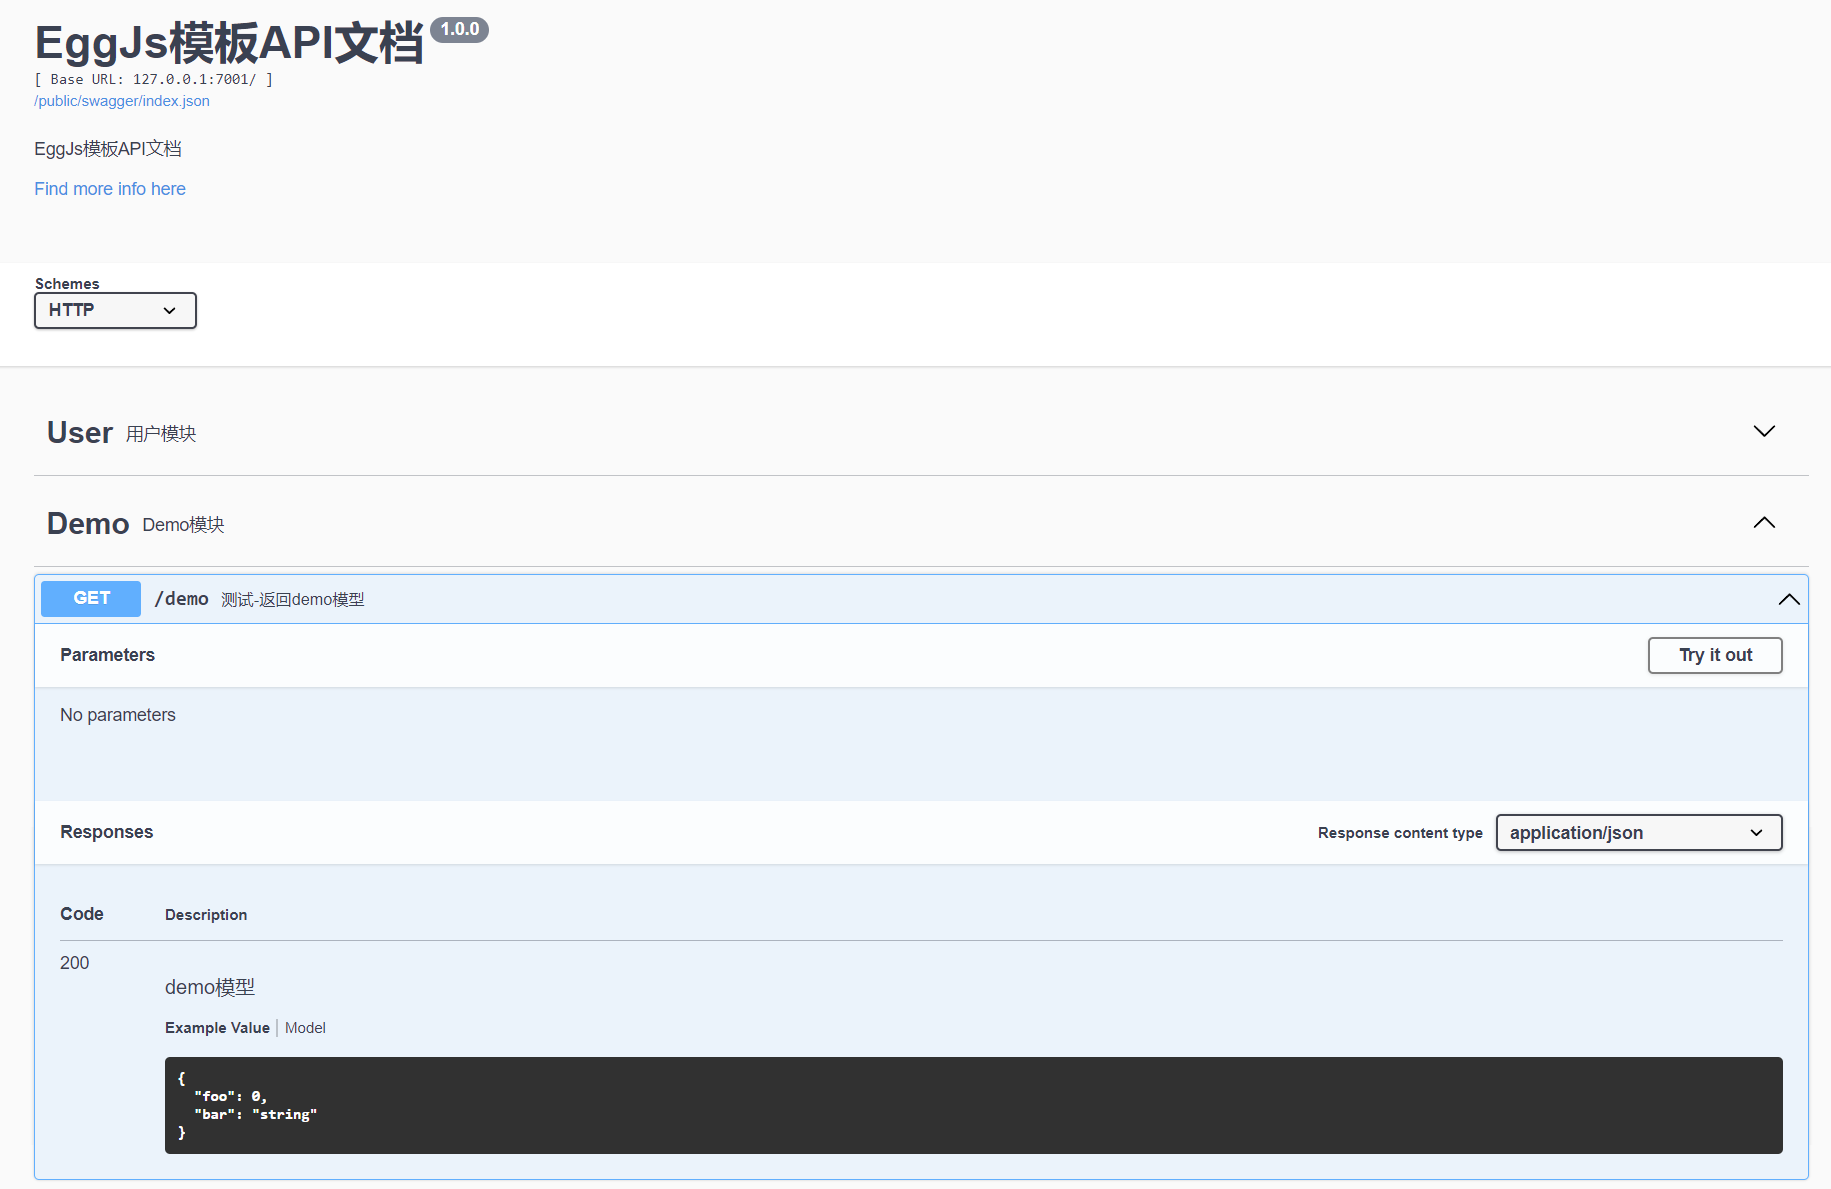 EggJs模板API文档 1.0.0
[ Base URL: 127.0.0.1:7001/ ]
/public/swagger/index.json
EggJs模板API文档
Find more info here
Schemes
HTTP
User 用户模块
Demo Demo模块
GET /demo 测试-返回demo模型
Parameters Try it out
No parameters
Responses Response content type application/json
Code Description
200
demo模型
Example Value Model
{
"foo": 0,
"bar": "string"
}